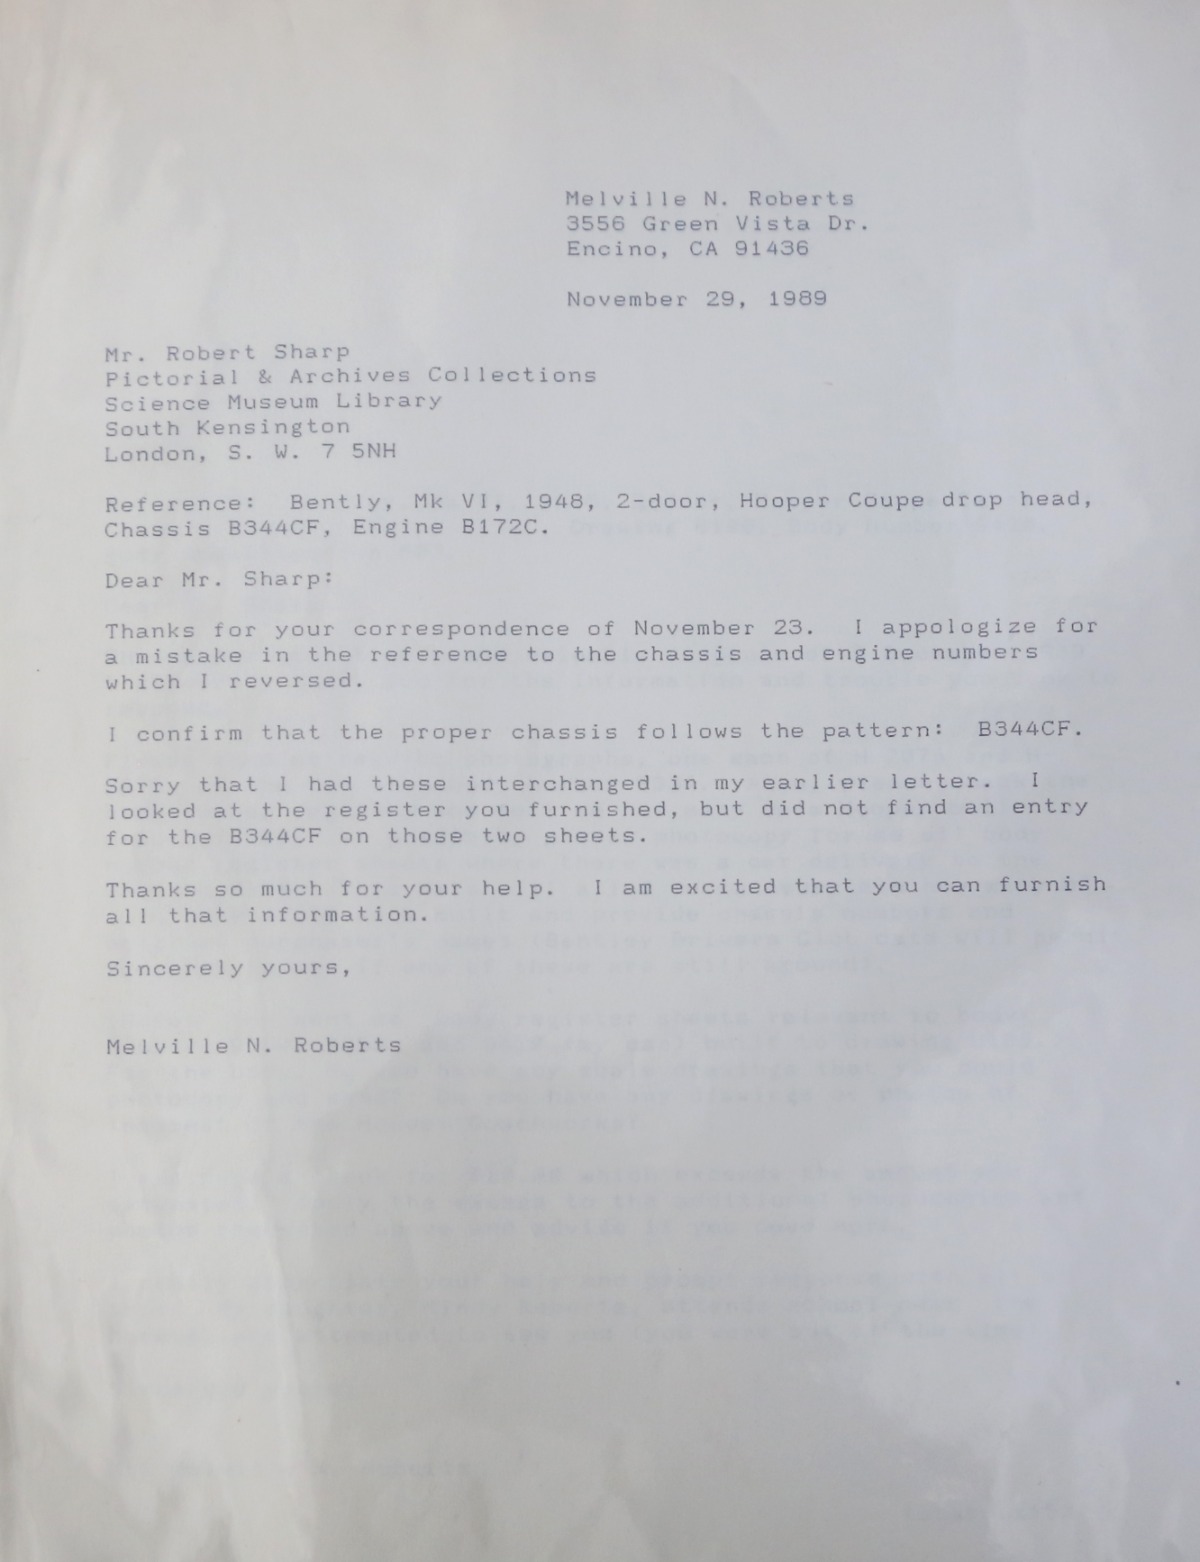 Melville N. Roberts
3556 Green Vista Dr.
Encino, CA 91436
November 29, 1989
Mr. Robert Sharp
Pictorial & Archives Collections
Science Museum Library
South Kensington
London, S. W. 7 5NH
Reference:  Bently, Mk VI, 1948, 2-door, Hooper Coupe drop head,
Chassis B344CF, Engine B172C.
Dear Mr. Sharp:
Thanks for your correspondence of November 23.  I appologize for
a mistake in the reference to the chassis and engine numbers
which I reversed.
I confirm that the proper chassis follows the pattern:  B344CF.
Sorry that I had these interchanged in my earlier letter.  I
looked at the register you furnished, but did not find an entry
for the B344CF on those two sheets.
Thanks so much for your help.  I am excited that you can furnish
all that information.
Sincerely yours,
Melville N. Roberts